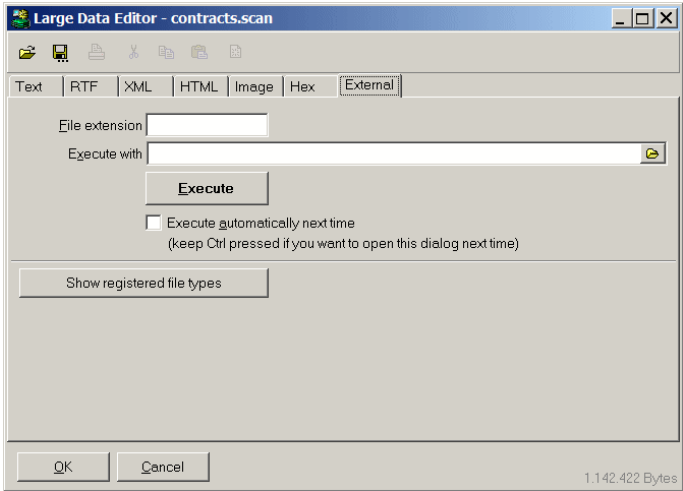 Large Data Editor - contracts.scan
Text RTF XML HTML Image Hex External
File extension
Execute with
Execute
Execute automatically next time
(keep Ctrl pressed if you want to open this dialog next time)
Show registered file types
OK Cancel
1.142.422 Bytes